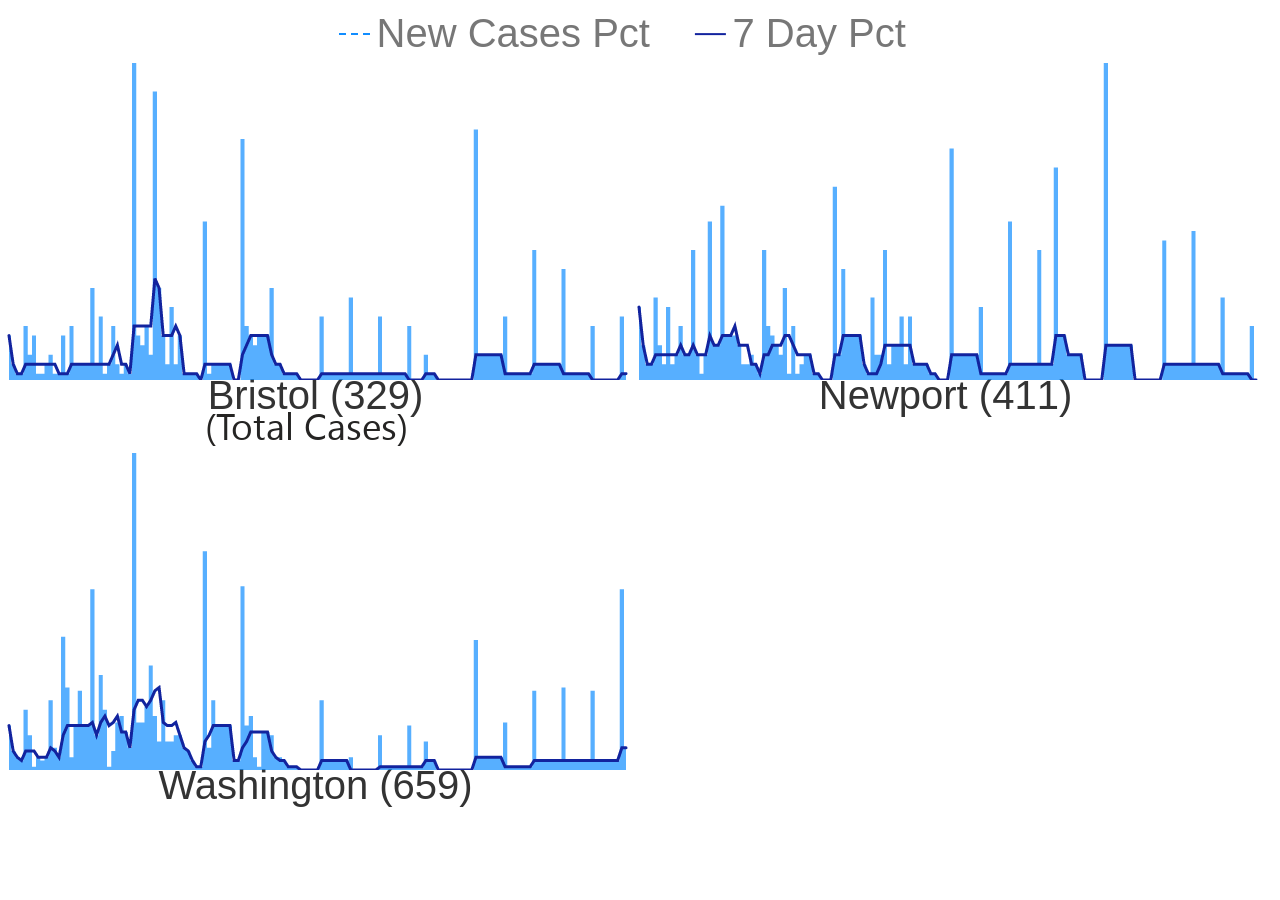 New Cases Pct 7 Day Pct
Bristol (329)
(Total Cases)
Newport (411)
Washington (659)